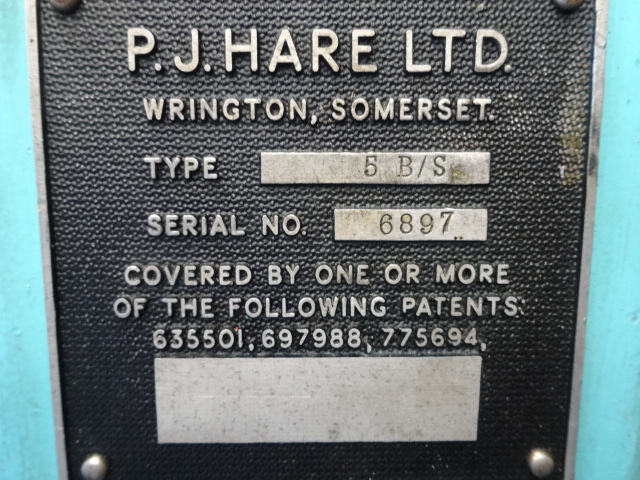 P.J.HARE LTD.
WRINGTON, SOMERSET.
TYPE 5 B/S
SERIAL NO. 6897
COVERED BY ONE OR MORE
OF THE FOLLOWING PATENTS:
635501,697988,775694,